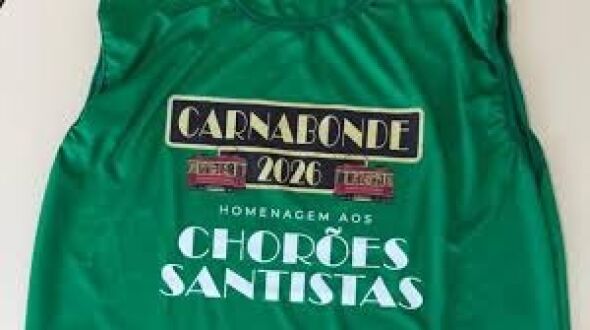 CARNABONDE
2026
HOMENAGEM AOS
CHORÕES
SANTISTAS